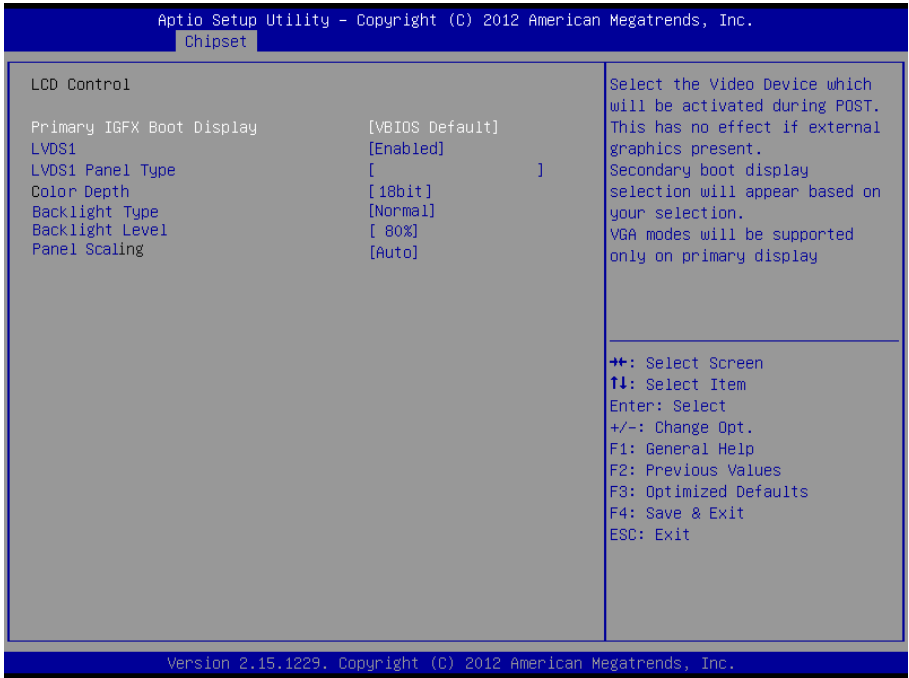 Aptio Setup Utility – Copyright (C) 2012 American Megatrends, Inc.
Chipset
LCD Control
Primary IGFX Boot Display [VBIOS Default]
LVDS1 [Enabled]
LVDS1 Panel Type [ ]
Color Depth [18bit]
Backlight Type [Normal]
Backlight Level [ 80%]
Panel Scaling [Auto]
Select the Video Device which
will be activated during POST.
This has no effect if external
graphics present.
Secondary boot display
selection will appear based on
your selection.
VGA modes will be supported
only on primary display
→←: Select Screen
↑↓: Select Item
Enter: Select
+/-: Change Opt.
F1: General Help
F2: Previous Values
F3: Optimized Defaults
F4: Save & Exit
ESC: Exit
Version 2.15.1229. Copyright (C) 2012 American Megatrends, Inc.